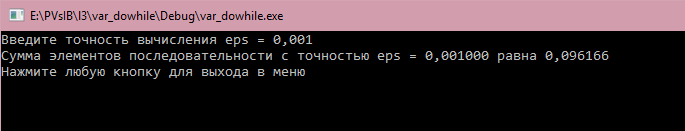 E:\PVsIB\l3\var_dowhile\Debug\var_dowhile.exe
Введите точность вычисления eps = 0,001
Сумма элементов последовательности с точностью eps = 0,001000 равна 0,096166
Нажмите любую кнопку для выхода в меню